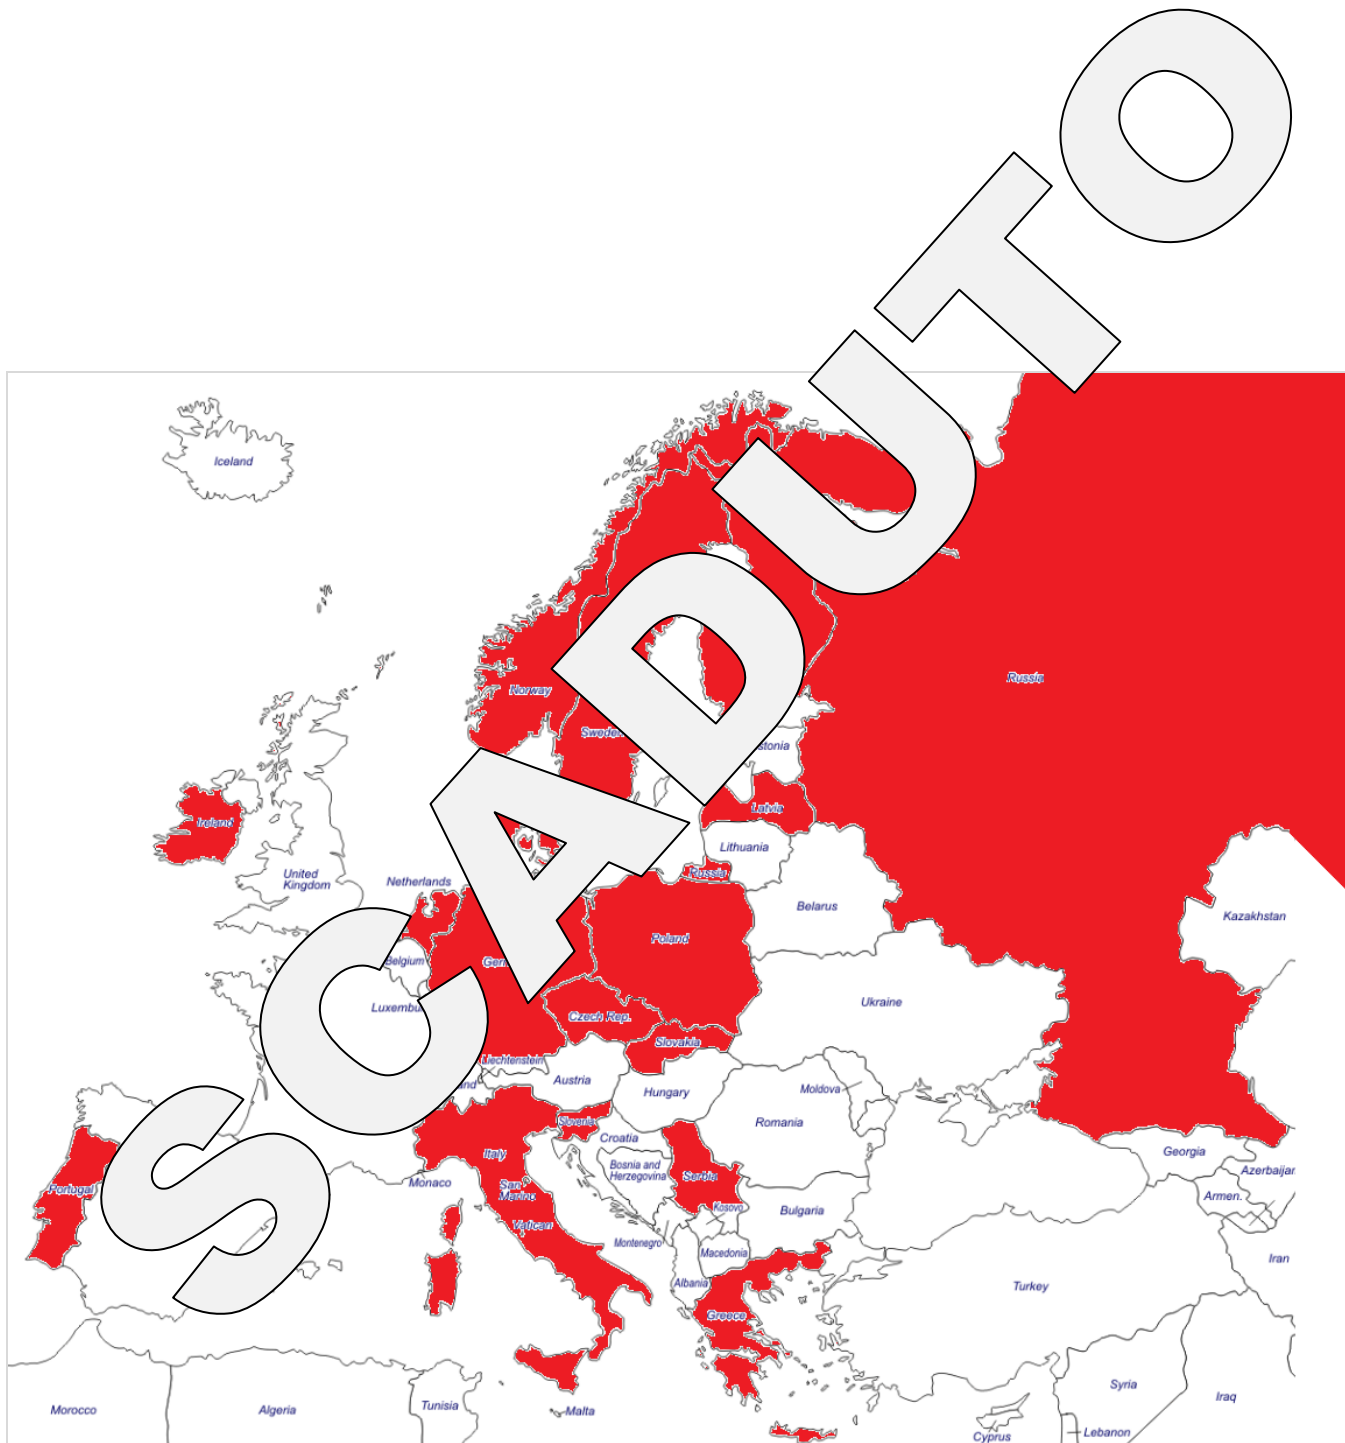 SCADUTO
Iceland
Norway
Russia
Latvia
Ireland
Lithuania
United
Kingdom
Netherlands
Russia
Belarus
Kazakhstan
Poland
Belgium
Ukraine
Czech Rep.
Slovakia
Liechtenstein
Austria
Hungary
Moldova
Romania
Slovenia
Croatia
Italy
Georgia
Bosnia and
Herzegovina
Azerbaijan
Serbia
Monaco
San
Marino
Portugal
Armen.
Kosovo
Bulgaria
Vatican
Montenegro
Macedonia
Iran
Albania
Turkey
Greece
Syria
Iraq
Morocco
Algeria
Tunisia
Malta
Cyprus
Lebanon